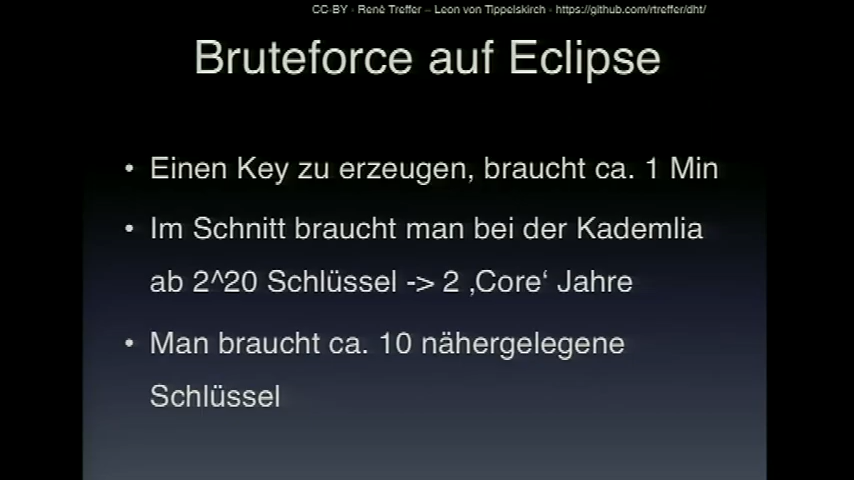 CC-BY - Renè Treffer – Leon von Tippelskirch - https://github.com/rtreffer/dht/
Bruteforce auf Eclipse
• Einen Key zu erzeugen, braucht ca. 1 Min
• Im Schnitt braucht man bei der Kademlia
ab 2^20 Schlüssel -> 2 ‚Core‘ Jahre
• Man braucht ca. 10 nähergelegene
Schlüssel